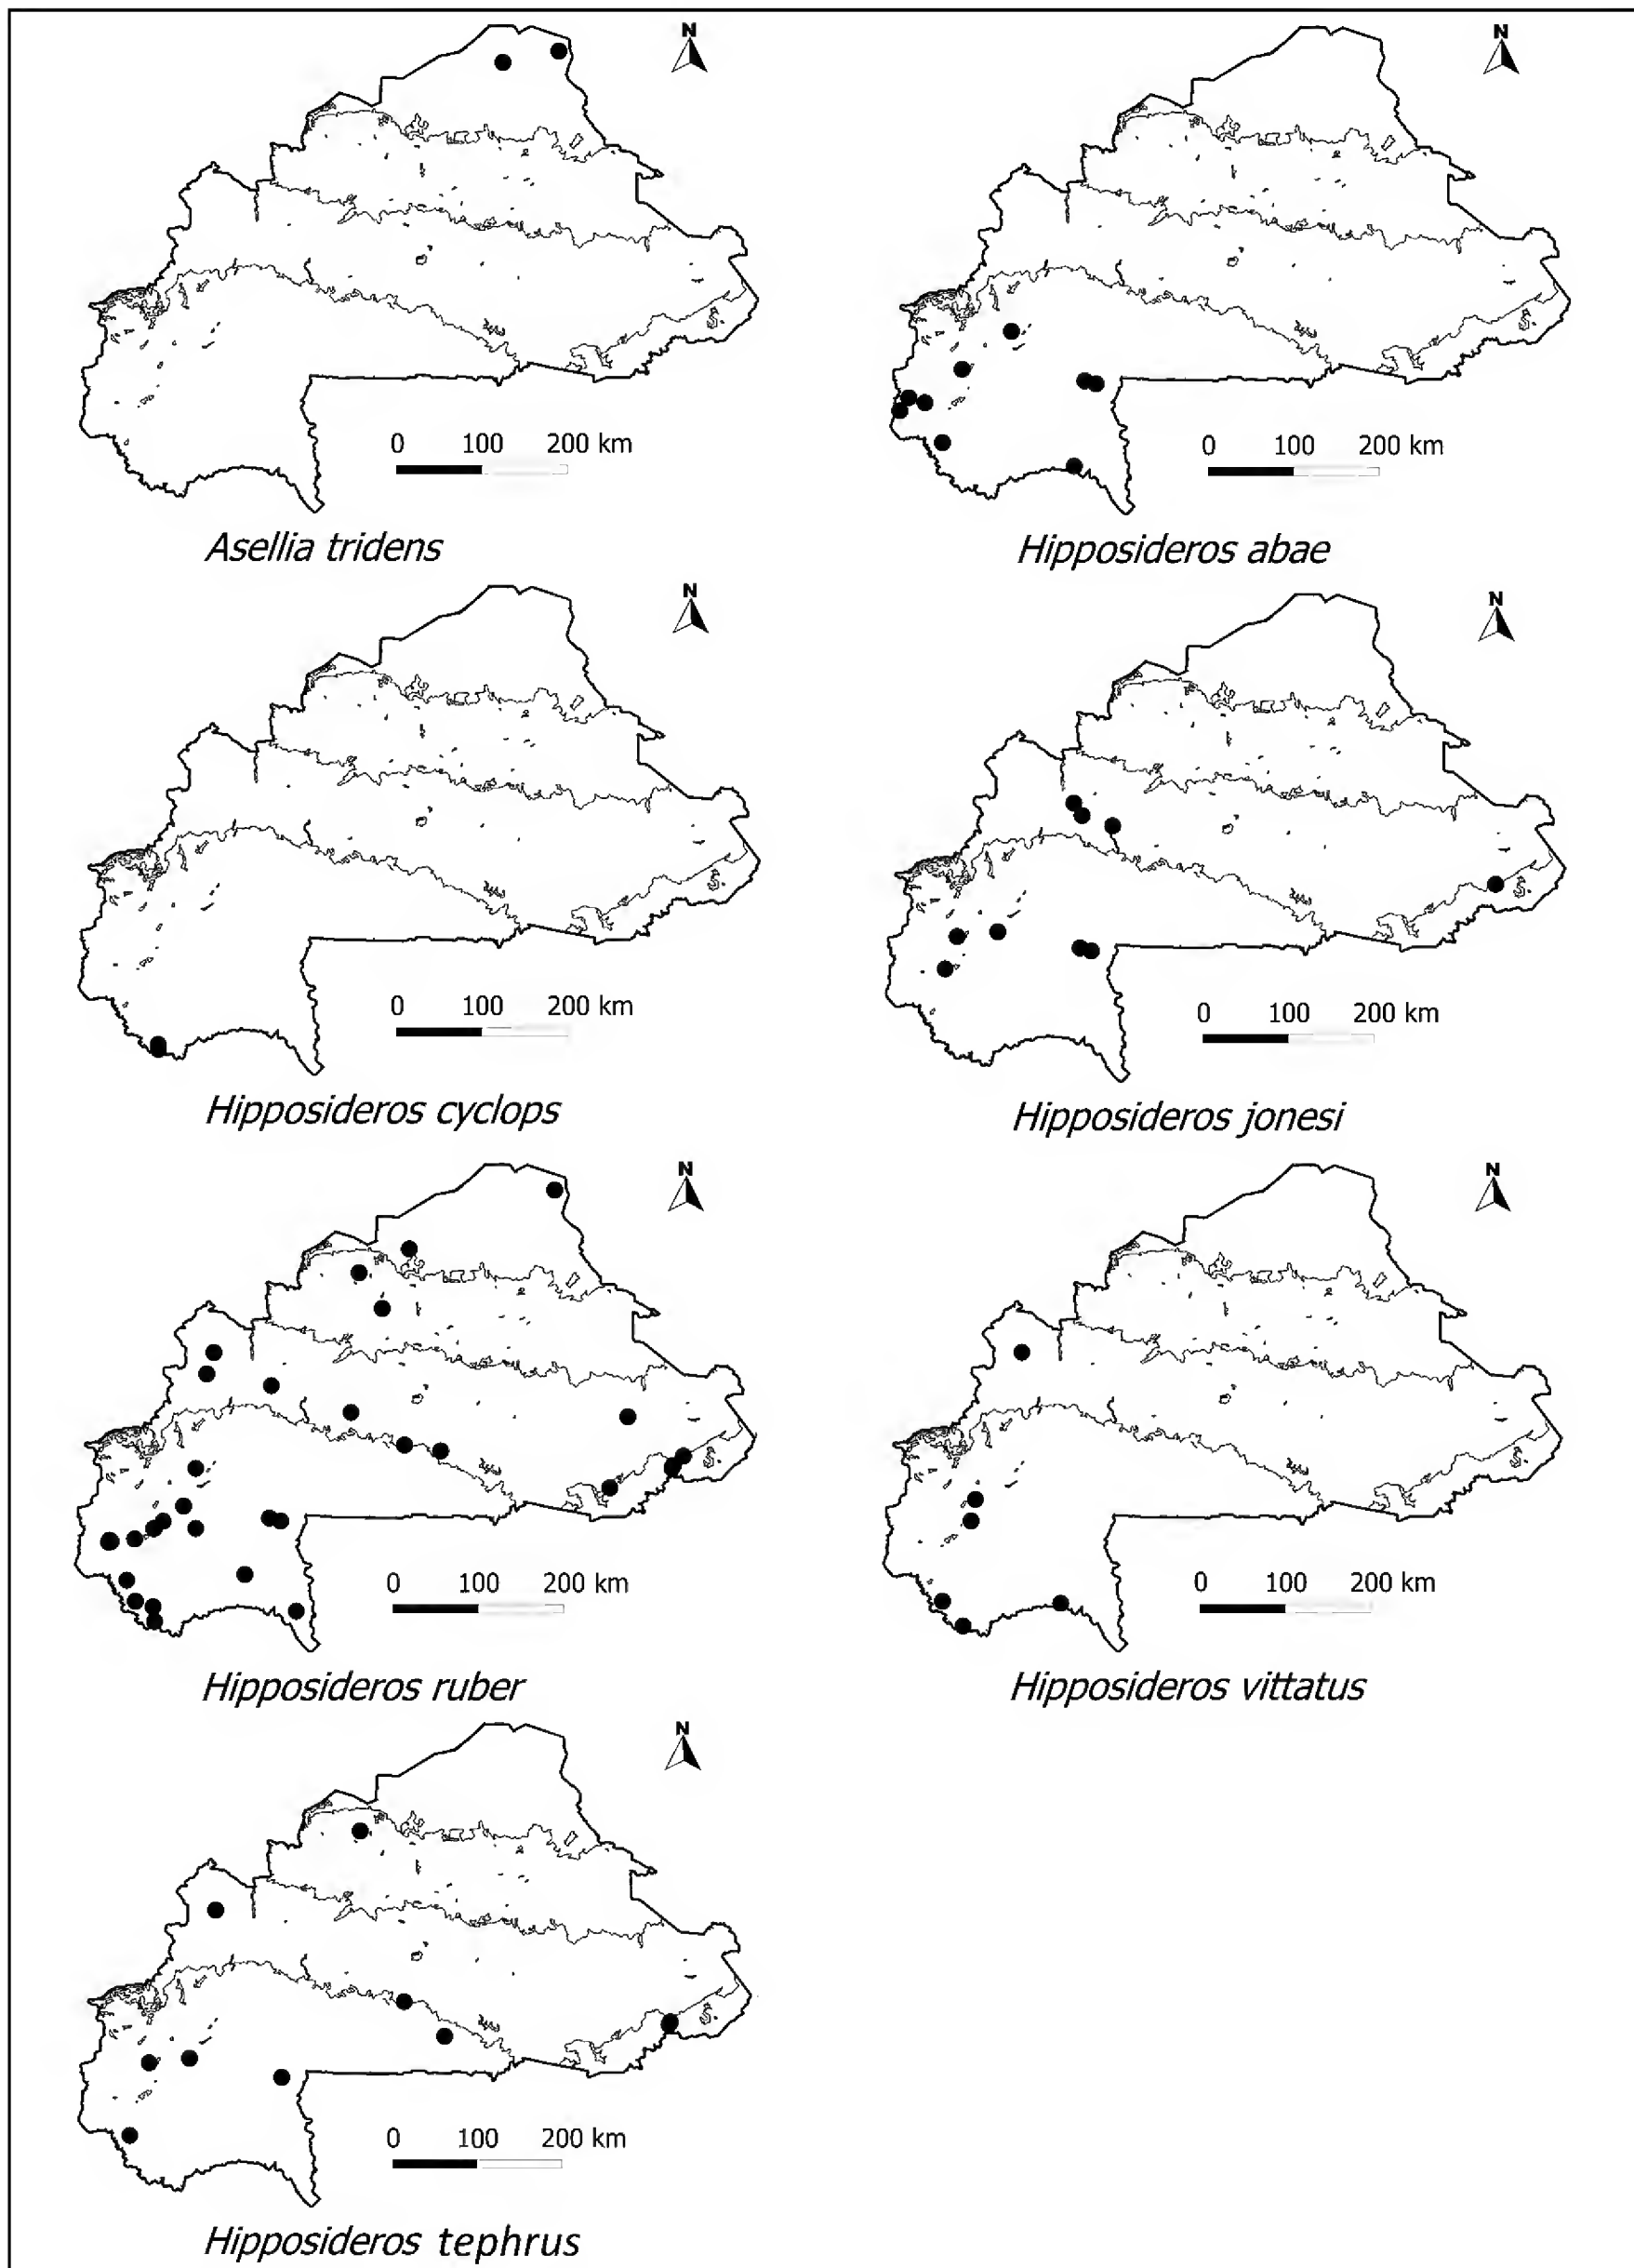 N
N
0 100 200 km
0 100 200 km
Asellia tridens
Hipposideros abae
N
N
0 100 200 km
0 100 200 km
Hipposideros cyclops
Hipposideros jonesi
N
N
0 100 200 km
0 100 200 km
Hipposideros ruber
Hipposideros vittatus
N
0 100 200 km
Hipposideros tephrus